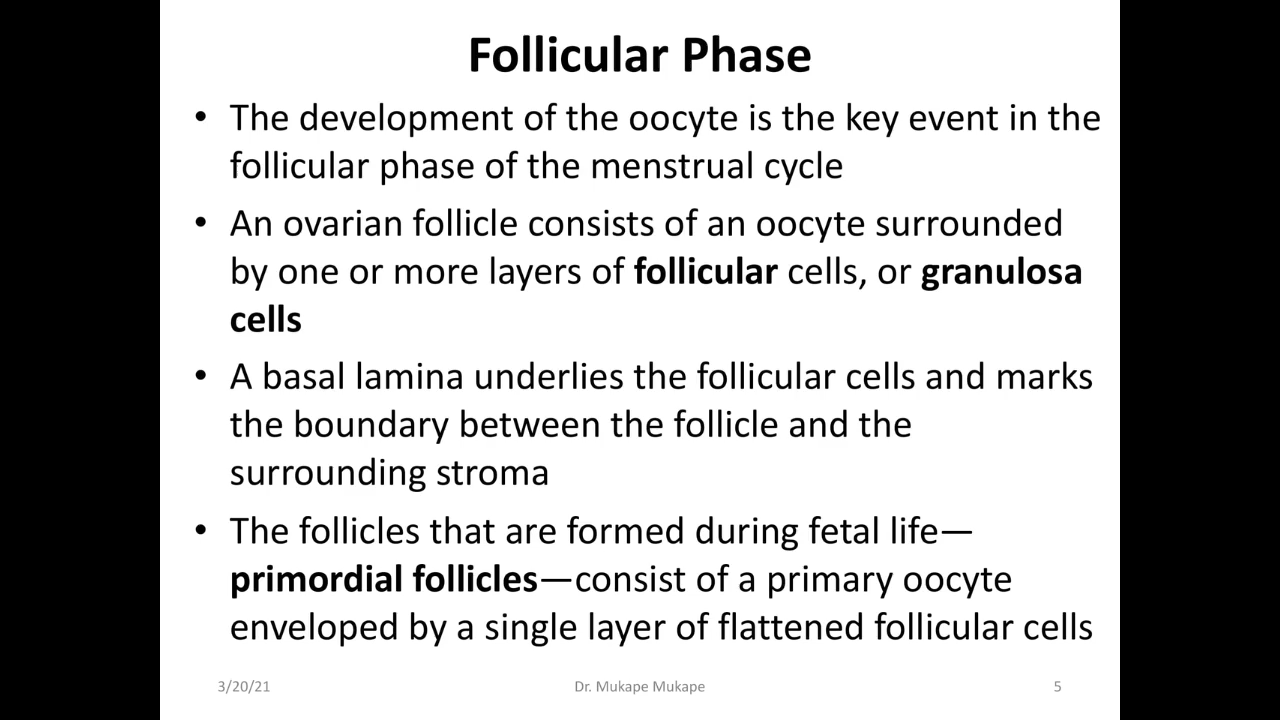 Follicular Phase
• The development of the oocyte is the key event in the
follicular phase of the menstrual cycle
• An ovarian follicle consists of an oocyte surrounded
by one or more layers of follicular cells, or granulosa
cells
• A basal lamina underlies the follicular cells and marks
the boundary between the follicle and the
surrounding stroma
• The follicles that are formed during fetal life—
primordial follicles—consist of a primary oocyte
enveloped by a single layer of flattened follicular cells
3/20/21 Dr. Mukape Mukape 5